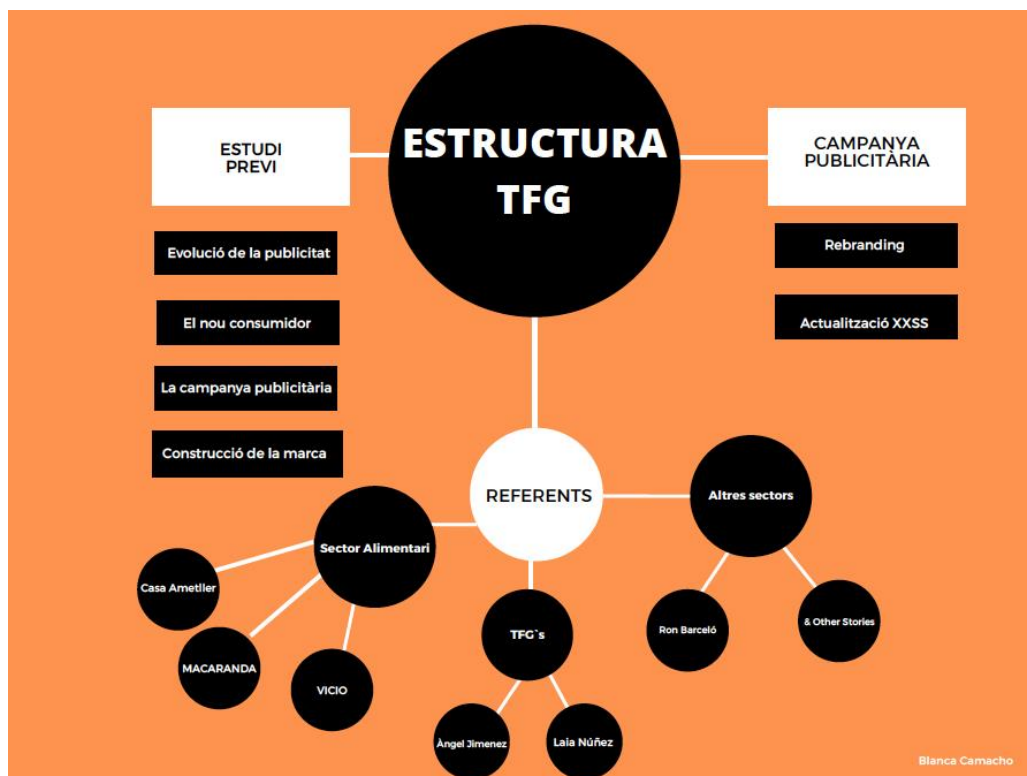 ESTRUCTURA
TFG
ESTUDI
PREVI
Evolució de la publicitat
El nou consumidor
La campanya publicitària
Construcció de la marca
CAMPANYA
PUBLICITÀRIA
Rebranding
Actualització XXSS
REFERENTS
Sector Alimentari
Casa Ametller
MACARANDA
VICIO
TFG`s
Àngel Jimenez
Laia Núñez
Altres sectors
Ron Barceló
& Other Stories
Blanca Camacho